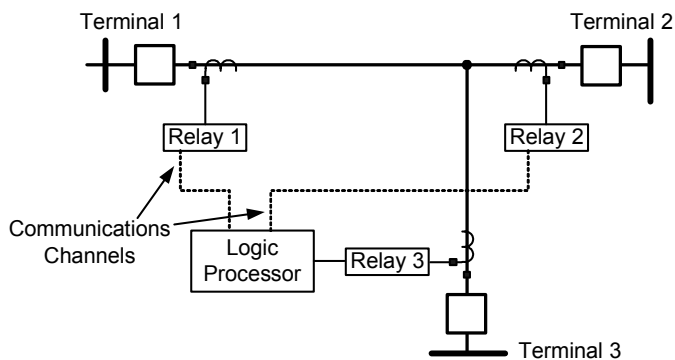 Terminal 1
Terminal 2
Relay 1
Relay 2
Communications
Channels
Logic
Processor
Relay 3
Terminal 3